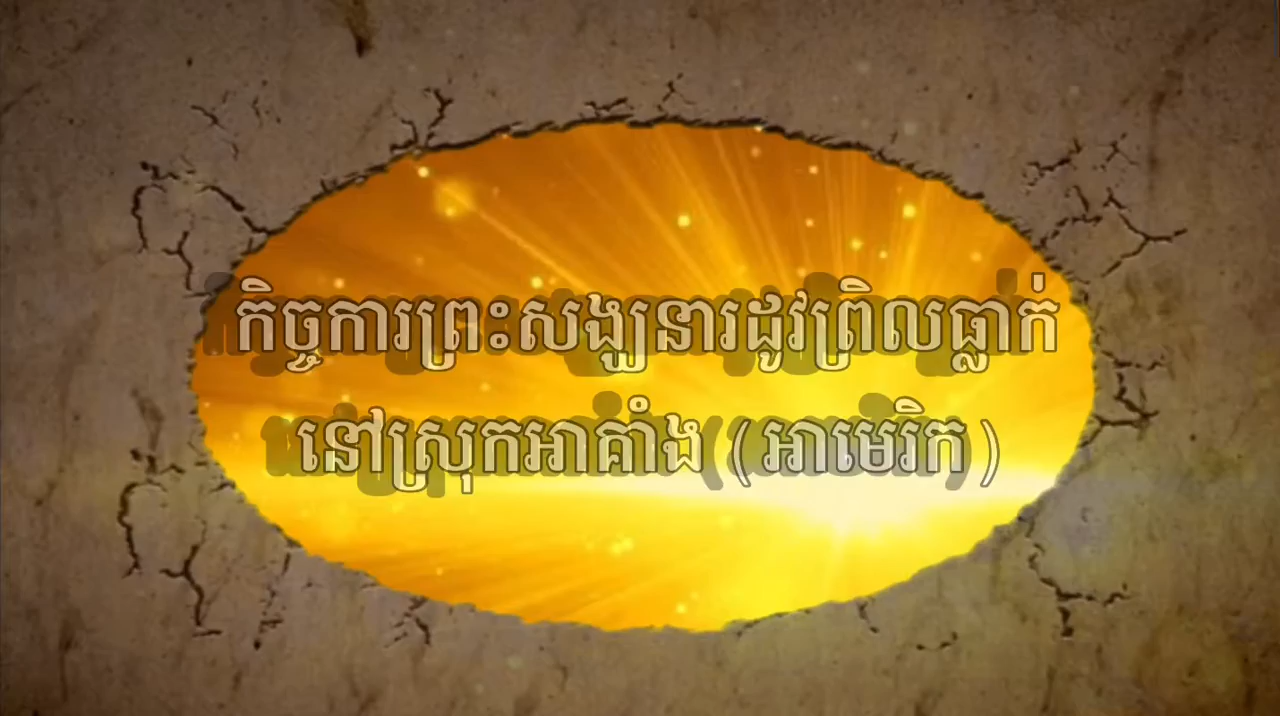 កិច្ចការព្រះសង្ឃនារដូវព្រិលធ្លាក់
នៅស្រុកអាគាំង (អាមេរិក)